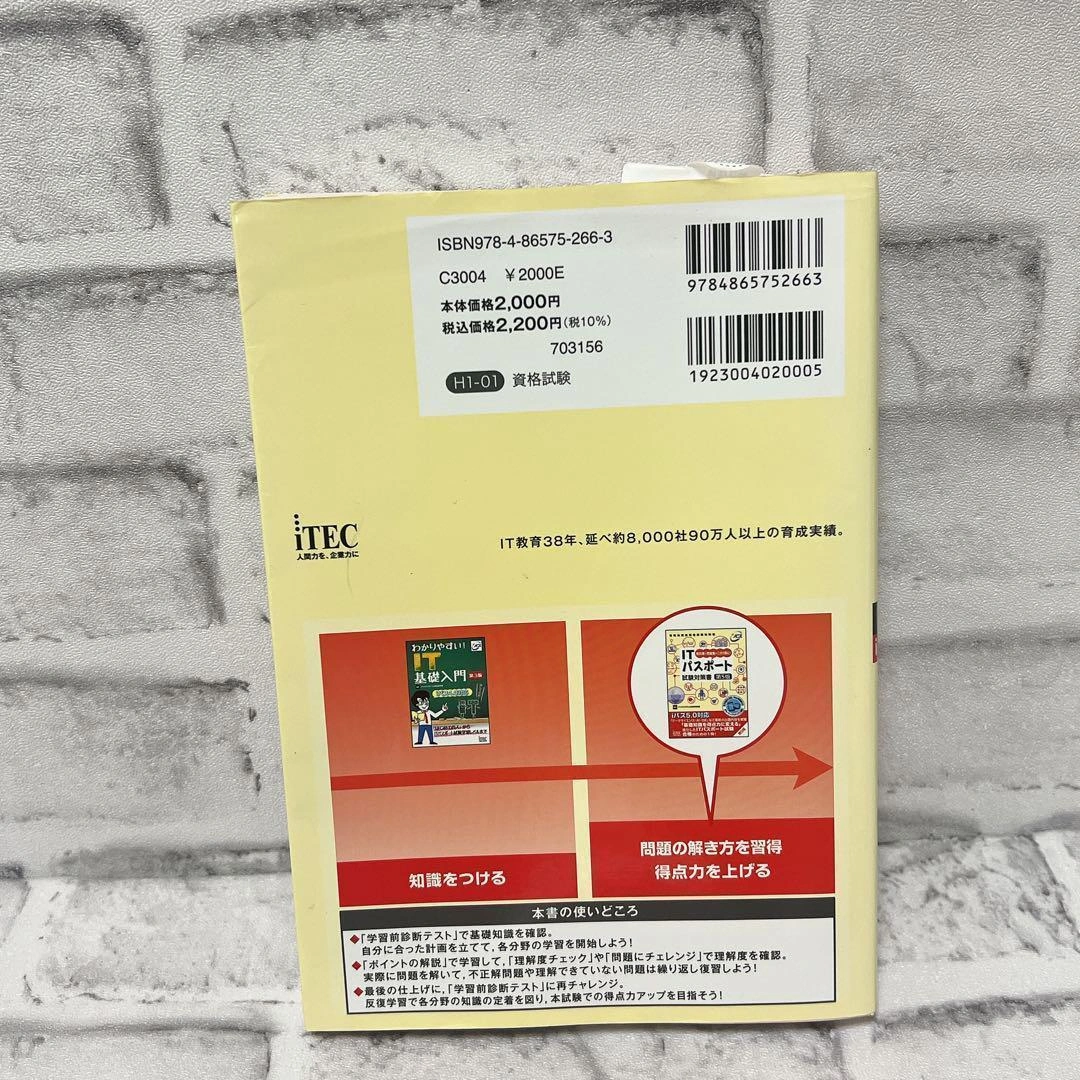 ISBN978-4-86575-266-3
C3004 ¥2000E
本体価格2,000円
税込価格2,200円(税10%)
703156
H1-01 資格試験
9784865752663
1923004020005
iTEC
人間力を、企業力に
IT教育38年、延べ約8,000社90万人以上の育成実績。
わかりやすい!
IT
基礎入門 第3版
IT
パスポート
試験対策書 第5版
iパス5.0対応
知識をつける
問題の解き方を習得
得点力を上げる
本書の使いどころ
◆「学習前診断テスト」で基礎知識を確認。
自分に合った計画を立てて,各分野の学習を開始しよう!
◆「ポイントの解説」で学習して,「理解度チェック」や「問題にチェレンジ」で理解度を確認。
実際に問題を解いて,不正解問題や理解できていない問題は繰り返し復習しよう!
◆最後の仕上げに,「学習前診断テスト」に再チャレンジ。
反復学習で各分野の知識の定着を図り,本試験での得点力アップを目指そう!